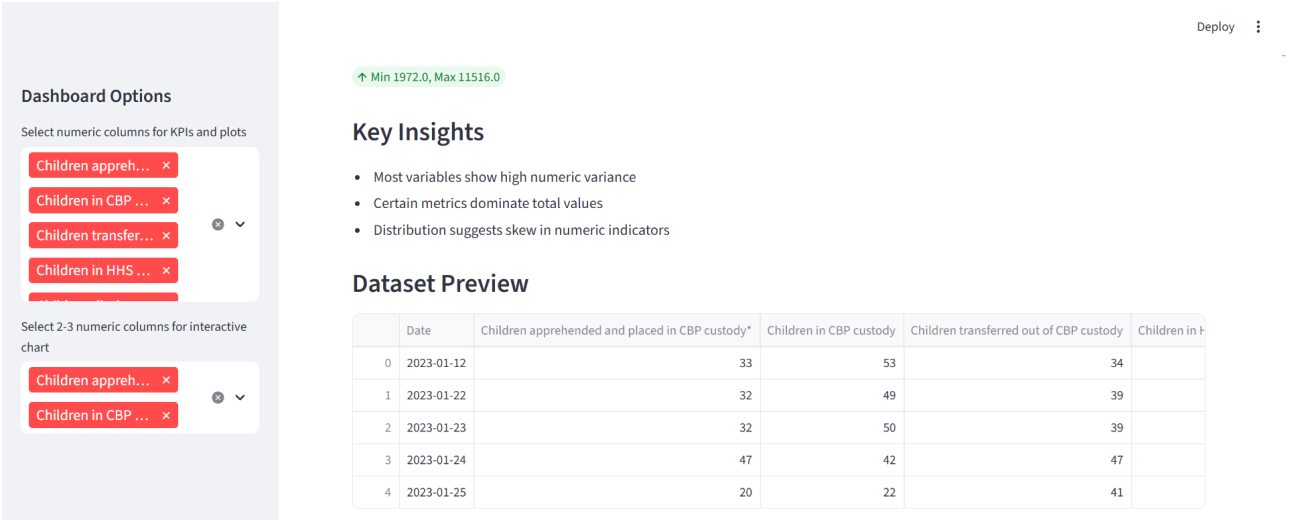 Deploy
↑ Min 1972.0, Max 11516.0
Dashboard Options
Select numeric columns for KPIs and plots
Children appreh... ×
Children in CBP ... ×
Children transfer... ×
Children in HHS ... ×
Select 2-3 numeric columns for interactive
chart
Children appreh... ×
Children in CBP ... ×
Key Insights
• Most variables show high numeric variance
• Certain metrics dominate total values
• Distribution suggests skew in numeric indicators
Dataset Preview
Date Children apprehended and placed in CBP custody* Children in CBP custody Children transferred out of CBP custody Children in
0 2023-01-12 33 53 34
1 2023-01-22 32 49 39
2 2023-01-23 32 50 39
3 2023-01-24 47 42 47
4 2023-01-25 20 22 41